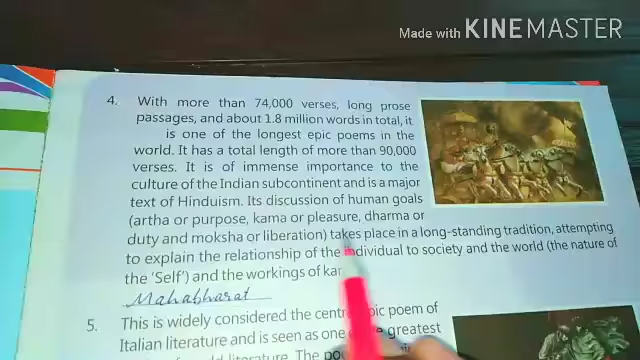 Made with KINEMASTER
4. With more than 74,000 verses, long prose
passages, and about 1.8 million words in total, it
is one of the longest epic poems in the
world. It has a total length of more than 90,000
verses. It is of immense importance to the
culture of the Indian subcontinent and is a major
text of Hinduism. Its discussion of human goals
(artha or purpose, kama or pleasure, dharma or
duty and moksha or liberation) takes place in a long-standing tradition, attempting
to explain the relationship of the individual to society and the world (the nature of
the 'Self') and the workings of
Mahabharat
5. This is widely considered the poem of
Italian literature and is seen as one greatest
literature. The